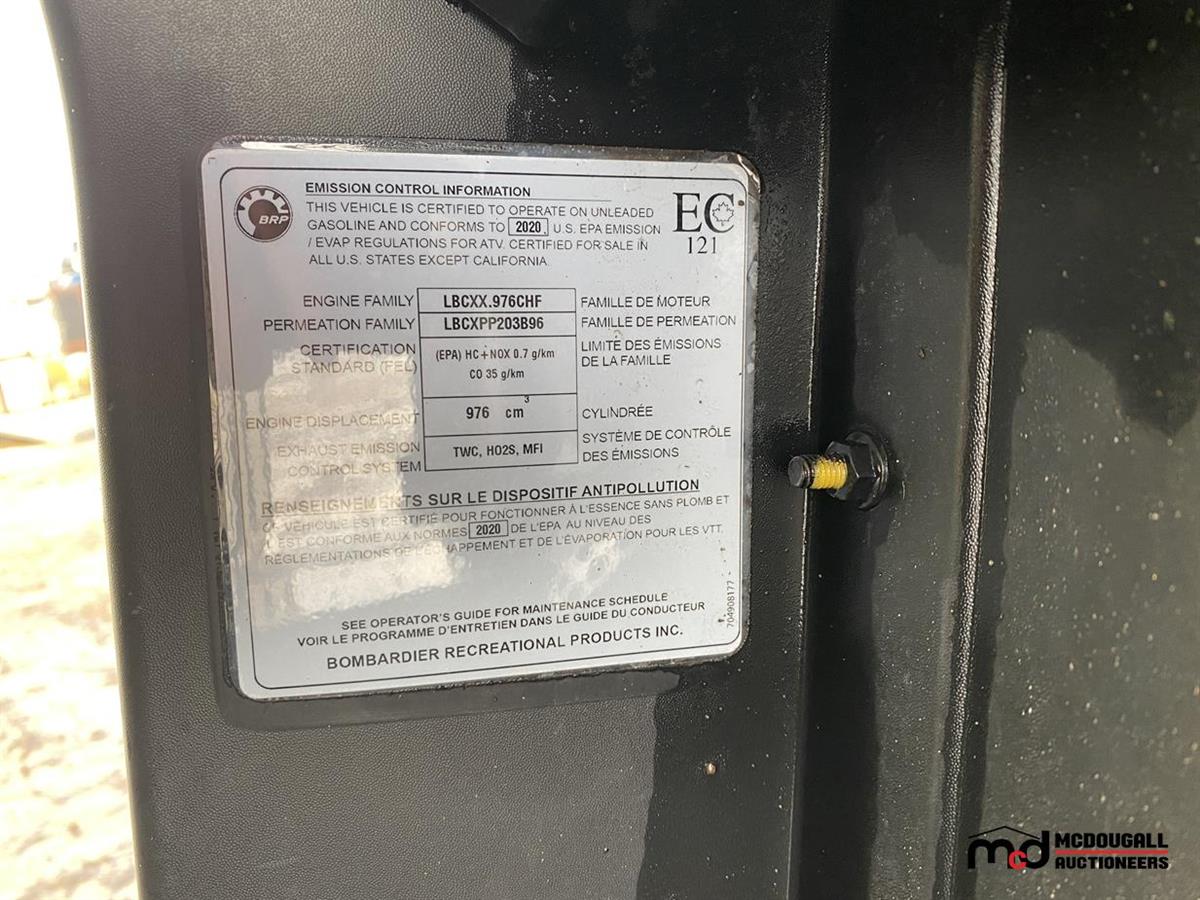 BRP
EMISSION CONTROL INFORMATION
THIS VEHICLE IS CERTIFIED TO OPERATE ON UNLEADED
GASOLINE AND CONFORMS TO 2020 U.S. EPA EMISSION
/ EVAP REGULATIONS FOR ATV. CERTIFIED FOR SALE IN
ALL U.S. STATES EXCEPT CALIFORNIA
EC
121
ENGINE FAMILY LBCXX.976CHF FAMILLE DE MOTEUR
PERMEATION FAMILY LBCXPP203B96 FAMILLE DE PERMEATION
CERTIFICATION STANDARD (FEL) (EPA) HC+NOX 0.7 g/km CO 35 g/km LIMITE DES ÉMISSIONS DE LA FAMILLE
ENGINE DISPLACEMENT 976 cm³ CYLINDRÉE
EXHAUST EMISSION CONTROL SYSTEM TWC, HO2S, MFI SYSTÈME DE CONTRÔLE DES ÉMISSIONS
RENSEIGNEMENTS SUR LE DISPOSITIF ANTIPOLLUTION
CE VÉHICULE EST CERTIFIÉ POUR FONCTIONNER À L'ESSENCE SANS PLOMB ET
EST CONFORME AUX NORMES 2020 DE L'EPA AU NIVEAU DES
RÉGLEMENTATIONS DE L'ÉCHAPPEMENT ET DE L'ÉVAPORATION POUR LES VTT.
SEE OPERATOR'S GUIDE FOR MAINTENANCE SCHEDULE
VOIR LE PROGRAMME D'ENTRETIEN DANS LE GUIDE DU CONDUCTEUR
BOMBARDIER RECREATIONAL PRODUCTS INC.
704908177
mcd MCDOUGALL
AUCTIONEERS